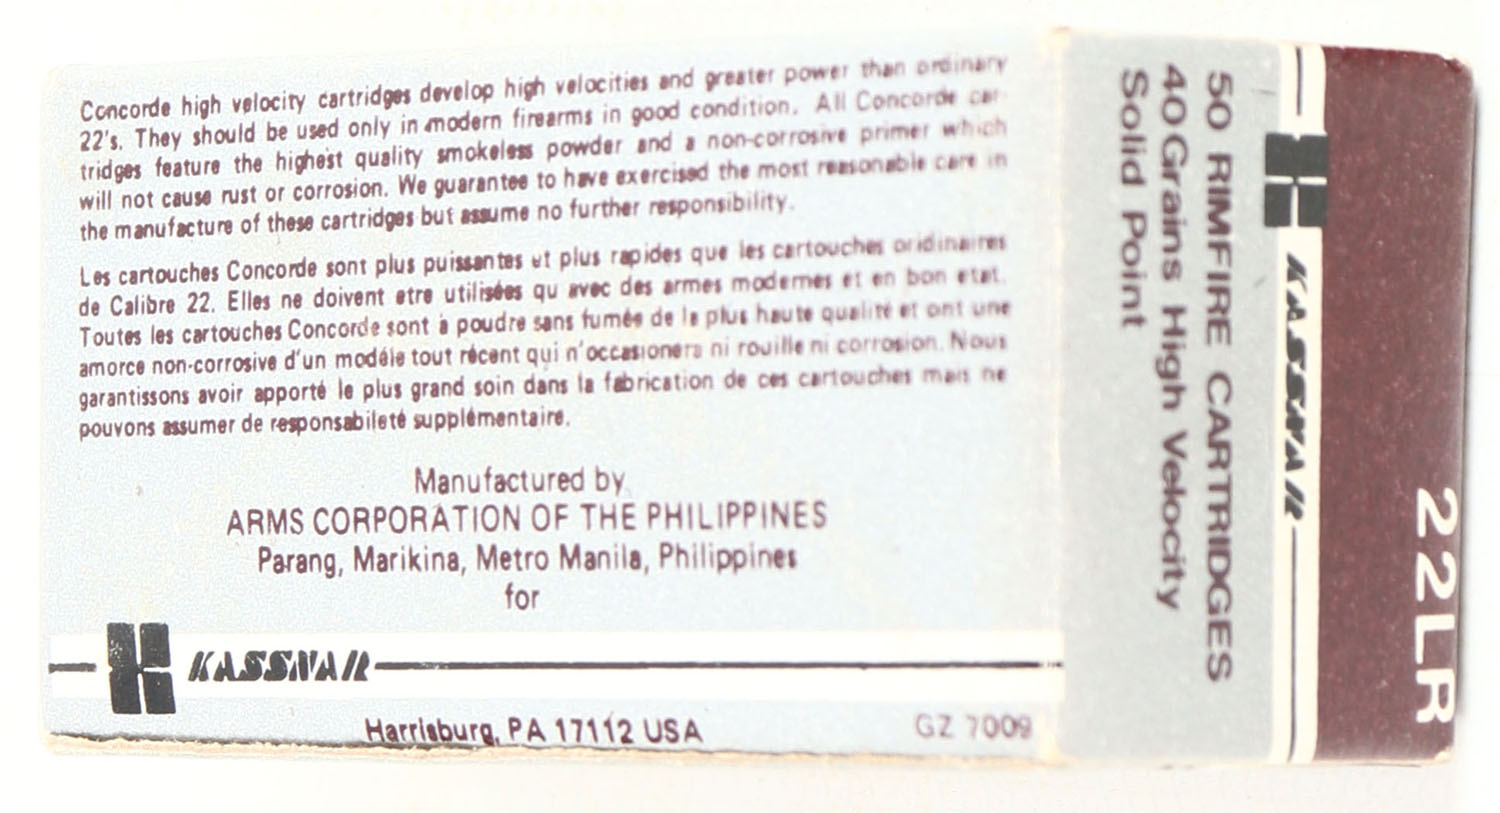 Concorde high velocity cartridges develop high velocities and greater power than ordinary
22's. They should be used only in modern firearms in good condition. All Concorde car-
tridges feature the highest quality smokeless powder and a non-corrosive primer which
will not cause rust or corrosion. We guarantee to have exercised the most reasonable care in
the manufacture of these cartridges but assume no further responsibility.
Les cartouches Concorde sont plus puissantes et plus rapides que les cartouches oridinaires
de Calibre 22. Elles ne doivent etre utilisées qu avec des armes modernes et en bon etat.
Toutes les cartouches Concorde sont à poudre sans fumée de la plus haute qualité et ont une
amorce non-corrosive d'un modéle tout récent qui n'occasionera ni rouille ni corrosion. Nous
garantissons avoir apporté le plus grand soin dans la fabrication de ces cartouches mais ne
pouvons assumer de responsabileté supplémentaire.
Manufactured by
ARMS CORPORATION OF THE PHILIPPINES
Parang, Marikina, Metro Manila, Philippines
for
KASSNAR
Harrisburg, PA 17112 USA
GZ 7009
50 RIMFIRE CARTRIDGES
40 Grains High Velocity
Solid Point
KASSNAR
22LR